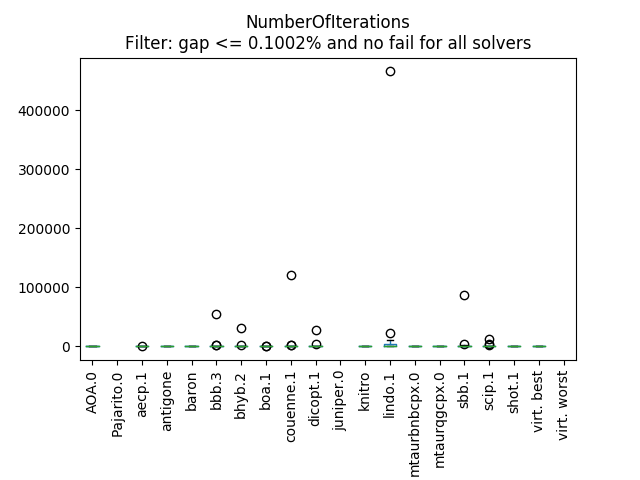 NumberOfIterations
Filter: gap <= 0.1002% and no fail for all solvers
400000
300000
200000
100000
0
AOA.0
Pajarito.0
aecp.1
antigone
baron
bbb.3
bhyb.2
boa.1
couenne.1
dicopt.1
juniper.0
knitro
lindo.1
mtaurbnbcpx.0
mtaurqgcpx.0
sbb.1
scip.1
shot.1
virt. best
virt. worst